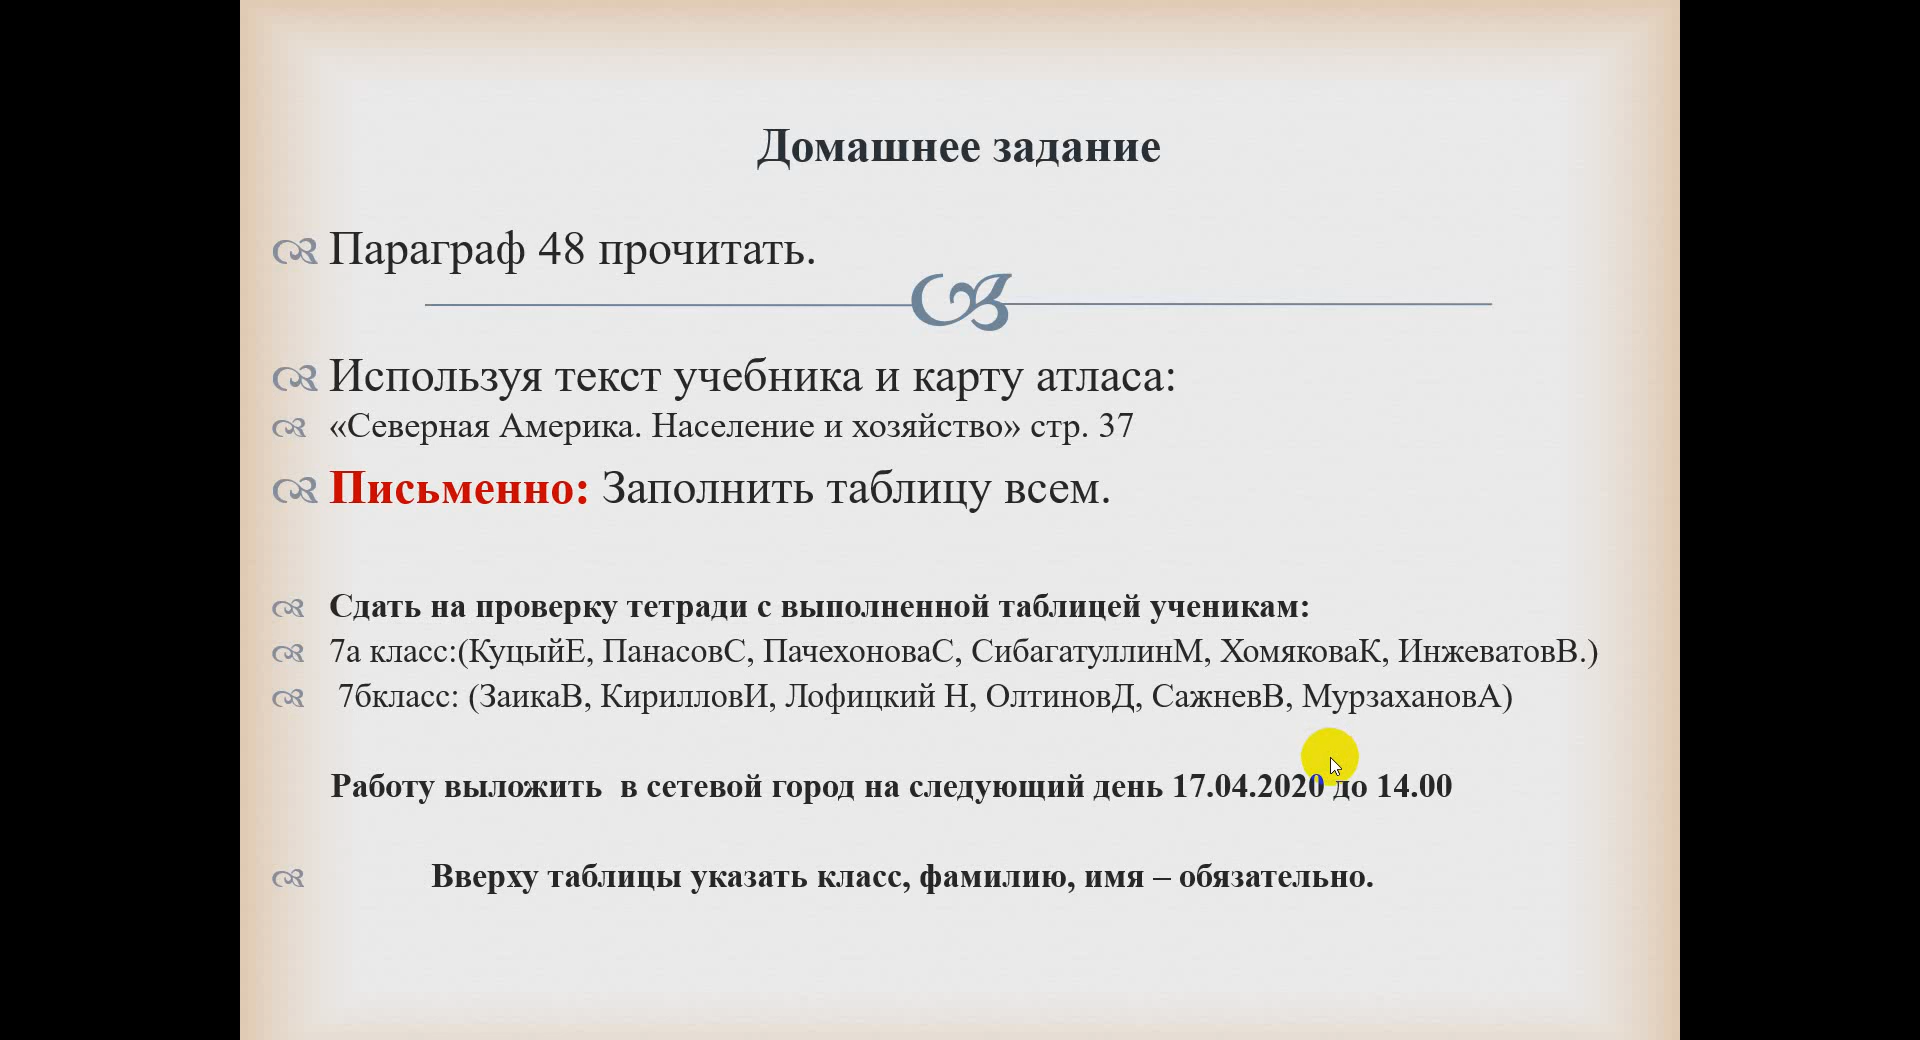 Домашнее задание
Параграф 48 прочитать.
Используя текст учебника и карту атласа:
«Северная Америка. Население и хозяйство» стр. 37
Письменно: Заполнить таблицу всем.
Сдать на проверку тетради с выполненной таблицей ученикам:
7а класс:(КуцыйЕ, ПанасовС, ПачехоноваС, СибагатуллинМ, ХомяковаК, ИнжеватовВ.)
7бкласс: (ЗаикаВ, КирилловИ, Лофицкий Н, ОлтиновД, СажневВ, МурзахановА)
Работу выложить  в сетевой город на следующий день 17.04.2020 до 14.00
Вверху таблицы указать класс, фамилию, имя – обязательно.